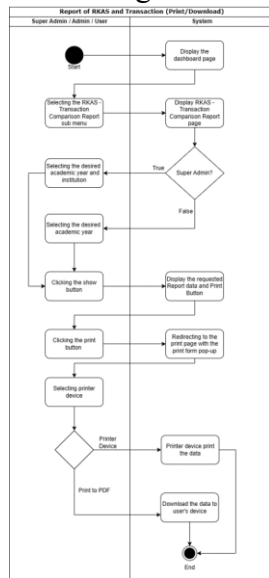 Report of RKAS and Transaction (Print/Download)
Super Admin / Admin / User
System
Start
Display the
dashboard page
Selecting the RKAS -
Transaction
Comparison Report
sub menu
Display RKAS -
Transaction
Comparison Report
page
True
Super Admin?
Selecting the desired
academic year and
institution
False
Selecting the desired
academic year
Clicking the show
button
Display the requested
Report data and Print
Button
Clicking the print
button
Redirecting to the
print page with the
print form pop-up
Selecting printer
device
Printer
Device
Printer device print
the data
Print to PDF
Download the data to
user's device
End